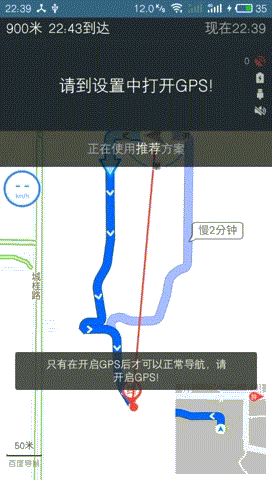 22:39 12.0K/s 35
900米 22:43到达 现在22:39
0
请到设置中打开GPS!
正在使用推荐方案
--
km/h
慢2分钟
城桂路
只有在开启GPS后才可以正常导航，请
开启GPS!
50米
百度导航